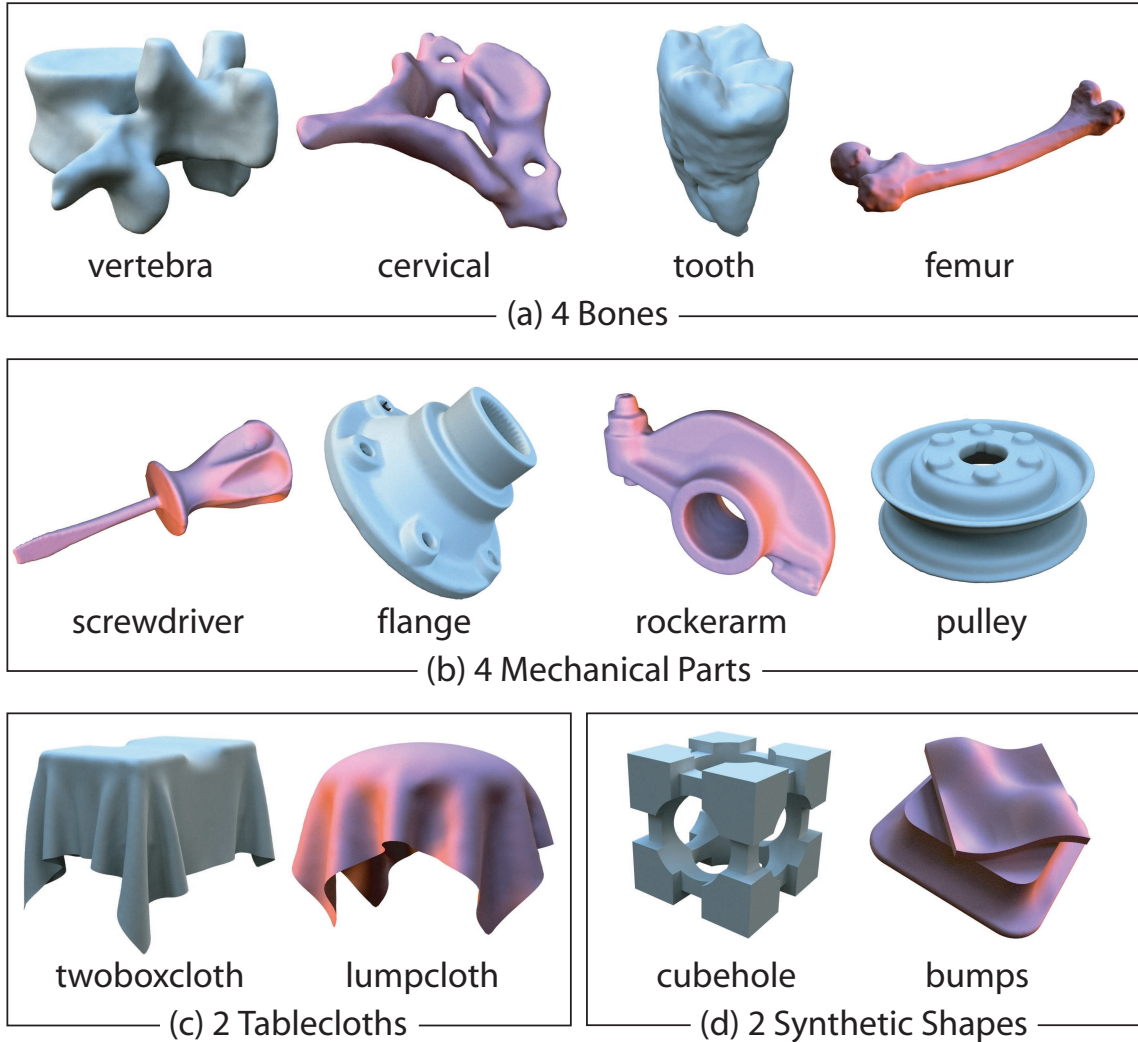 vertebra cervical tooth femur
(a) 4 Bones
screwdriver flange rockerarm pulley
(b) 4 Mechanical Parts
twoboxcloth lumpcloth
(c) 2 Tablecloths
cubehole bumps
(d) 2 Synthetic Shapes